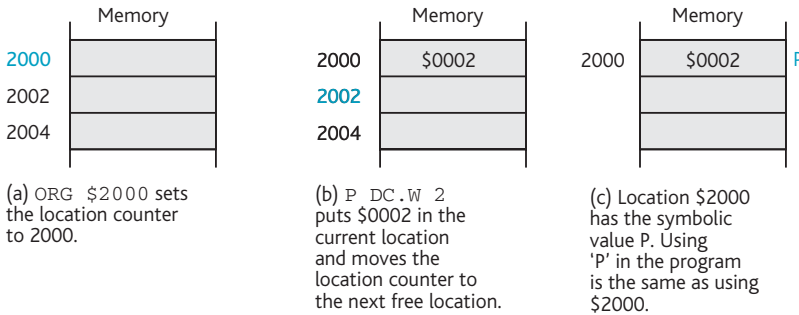 Memory
2000
2002
2004
(a) ORG $2000 sets
the location counter
to 2000.
Memory
2000 $0002
2002
2004
(b) P DC.W 2
puts $0002 in the
current location
and moves the
location counter to
the next free location.
Memory
2000 $0002 P
(c) Location $2000
has the symbolic
value P. Using
‘P’ in the program
is the same as using
$2000.